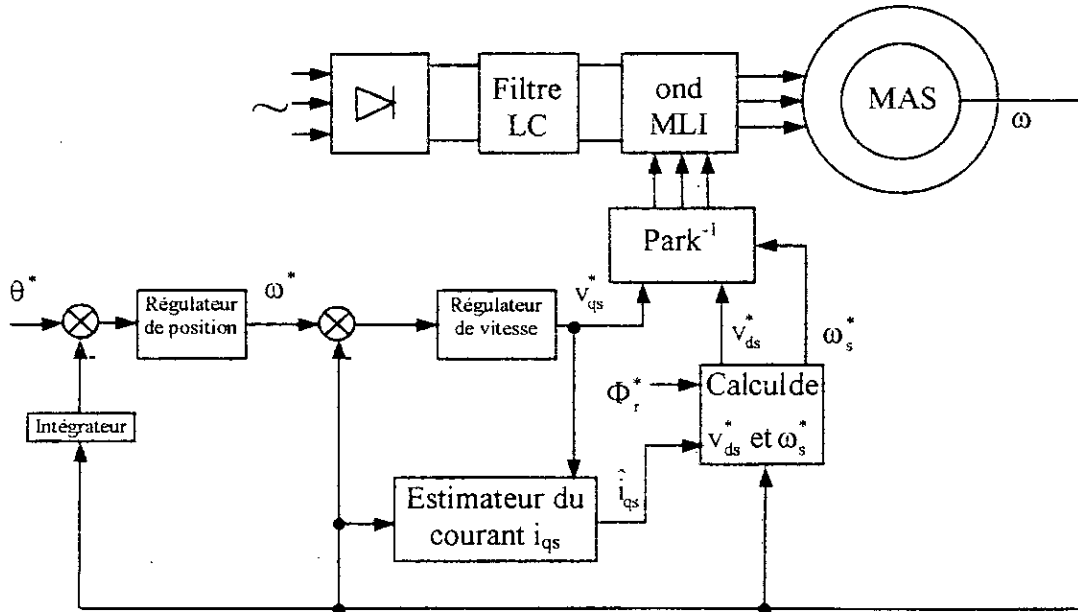 Filtre
LC
ond
MLI
MAS
ω
~
Park⁻¹
θ*
Régulateur
de position
ω*
Régulateur
de vitesse
v*qs
v*ds
ω*s
-
-
Intégrateur
Φ*r
Calcul de
v*ds et ω*s
Estimateur du
courant iqs
îqs